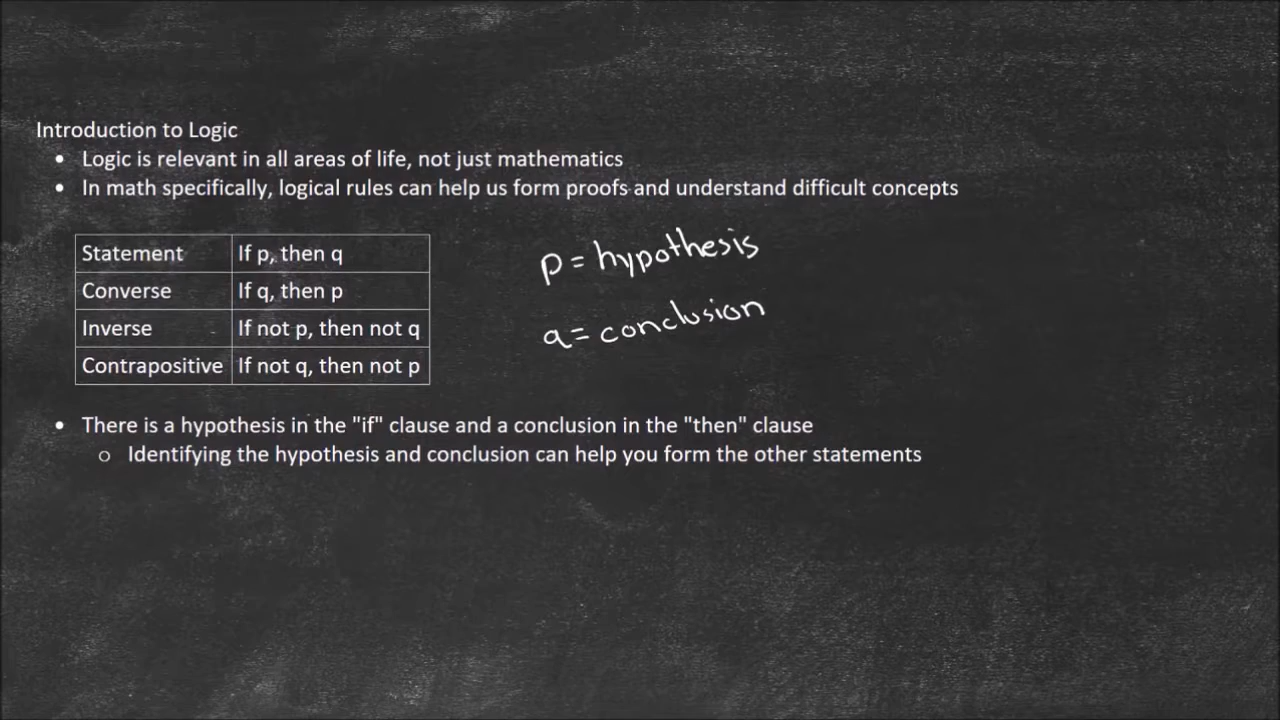 Introduction to Logic
• Logic is relevant in all areas of life, not just mathematics
• In math specifically, logical rules can help us form proofs and understand difficult concepts
Statement If p, then q
Converse If q, then p
Inverse If not p, then not q
Contrapositive If not q, then not p
p = hypothesis
q = conclusion
• There is a hypothesis in the "if" clause and a conclusion in the "then" clause
o Identifying the hypothesis and conclusion can help you form the other statements